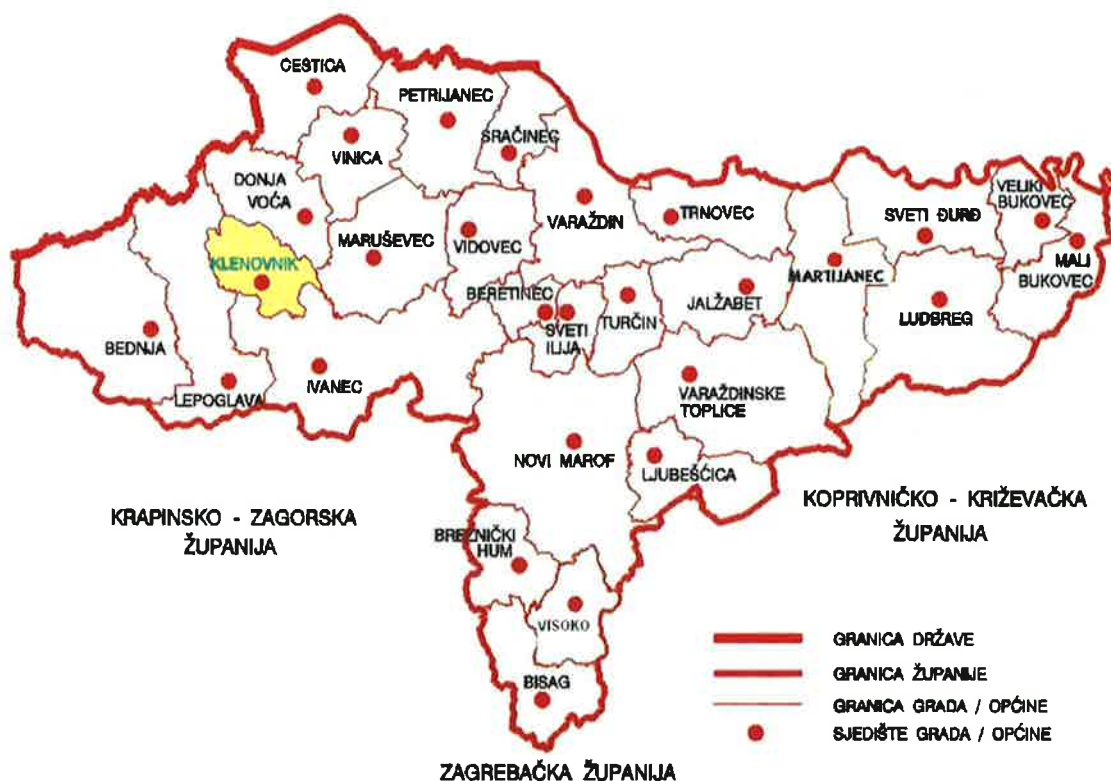 CESTICA
PETRIJANEC
SRAČINEC
VINICA
DONJA
VOĆA
VARAŽDIN
TRNOVEC
SVETI ĐURĐ
VELIKI
BUKOVEC
MALI
BUKOVEC
MARUŠEVEC
VIDOVEC
KLENOVNIK
MARTIJANEC
BERETINEC
SVETI
ILIJA
TURČIN
JALŽABET
LUDBREG
BEDNJA
LEPOGLAVA
IVANEC
VARAŽDINSKE
TOPLICE
NOVI MAROF
LJUBEŠĆICA
KRAPINSKO - ZAGORSKA
ŽUPANIJA
KOPRIVNIČKO - KRIŽEVAČKA
ŽUPANIJA
BREZNIČKI
HUM
VISOKO
BISAG
GRANICA DRŽAVE
GRANICA ŽUPANIJE
GRANICA GRADA / OPĆINE
SJEDIŠTE GRADA / OPĆINE
ZAGREBAČKA ŽUPANIJA